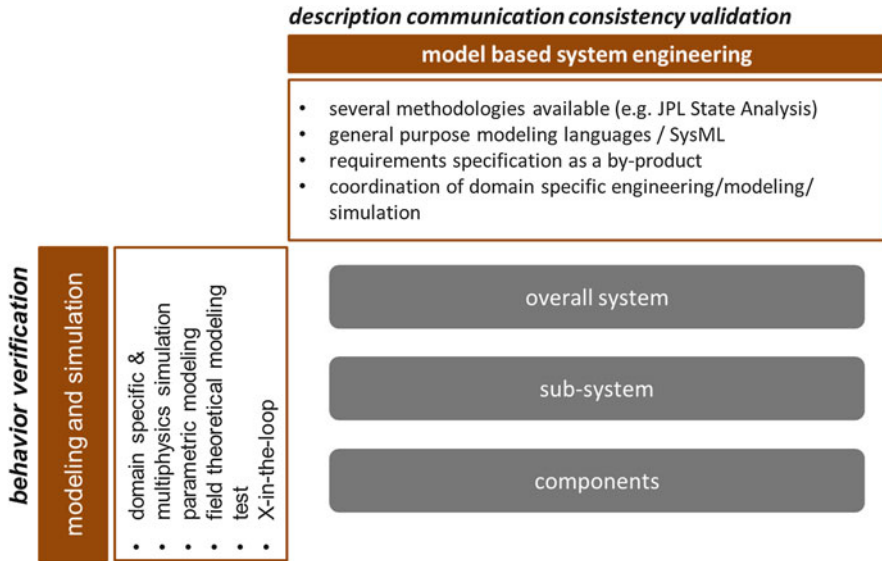 description communication consistency validation
model based system engineering
• several methodologies available (e.g. JPL State Analysis)
• general purpose modeling languages / SysML
• requirements specification as a by-product
• coordination of domain specific engineering/modeling/
simulation
behavior verification
modeling and simulation
• domain specific &
• multiphysics simulation
• parametric modeling
• field theoretical modeling
• test
• X-in-the-loop
overall system
sub-system
components